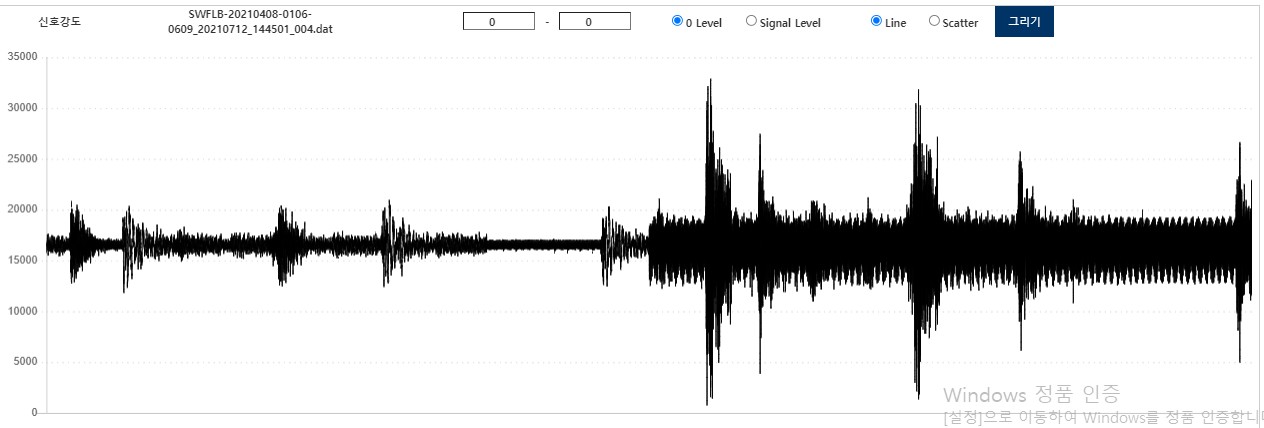 신호강도
SWFLB-20210408-0106-
0609_20210712_144501_004.dat
0 - 0
0 Level Signal Level
Line Scatter
그리기
35000
30000
25000
20000
15000
10000
5000
0
Windows 정품 인증
[설정]으로 이동하여 Windows를 정품 인증합니